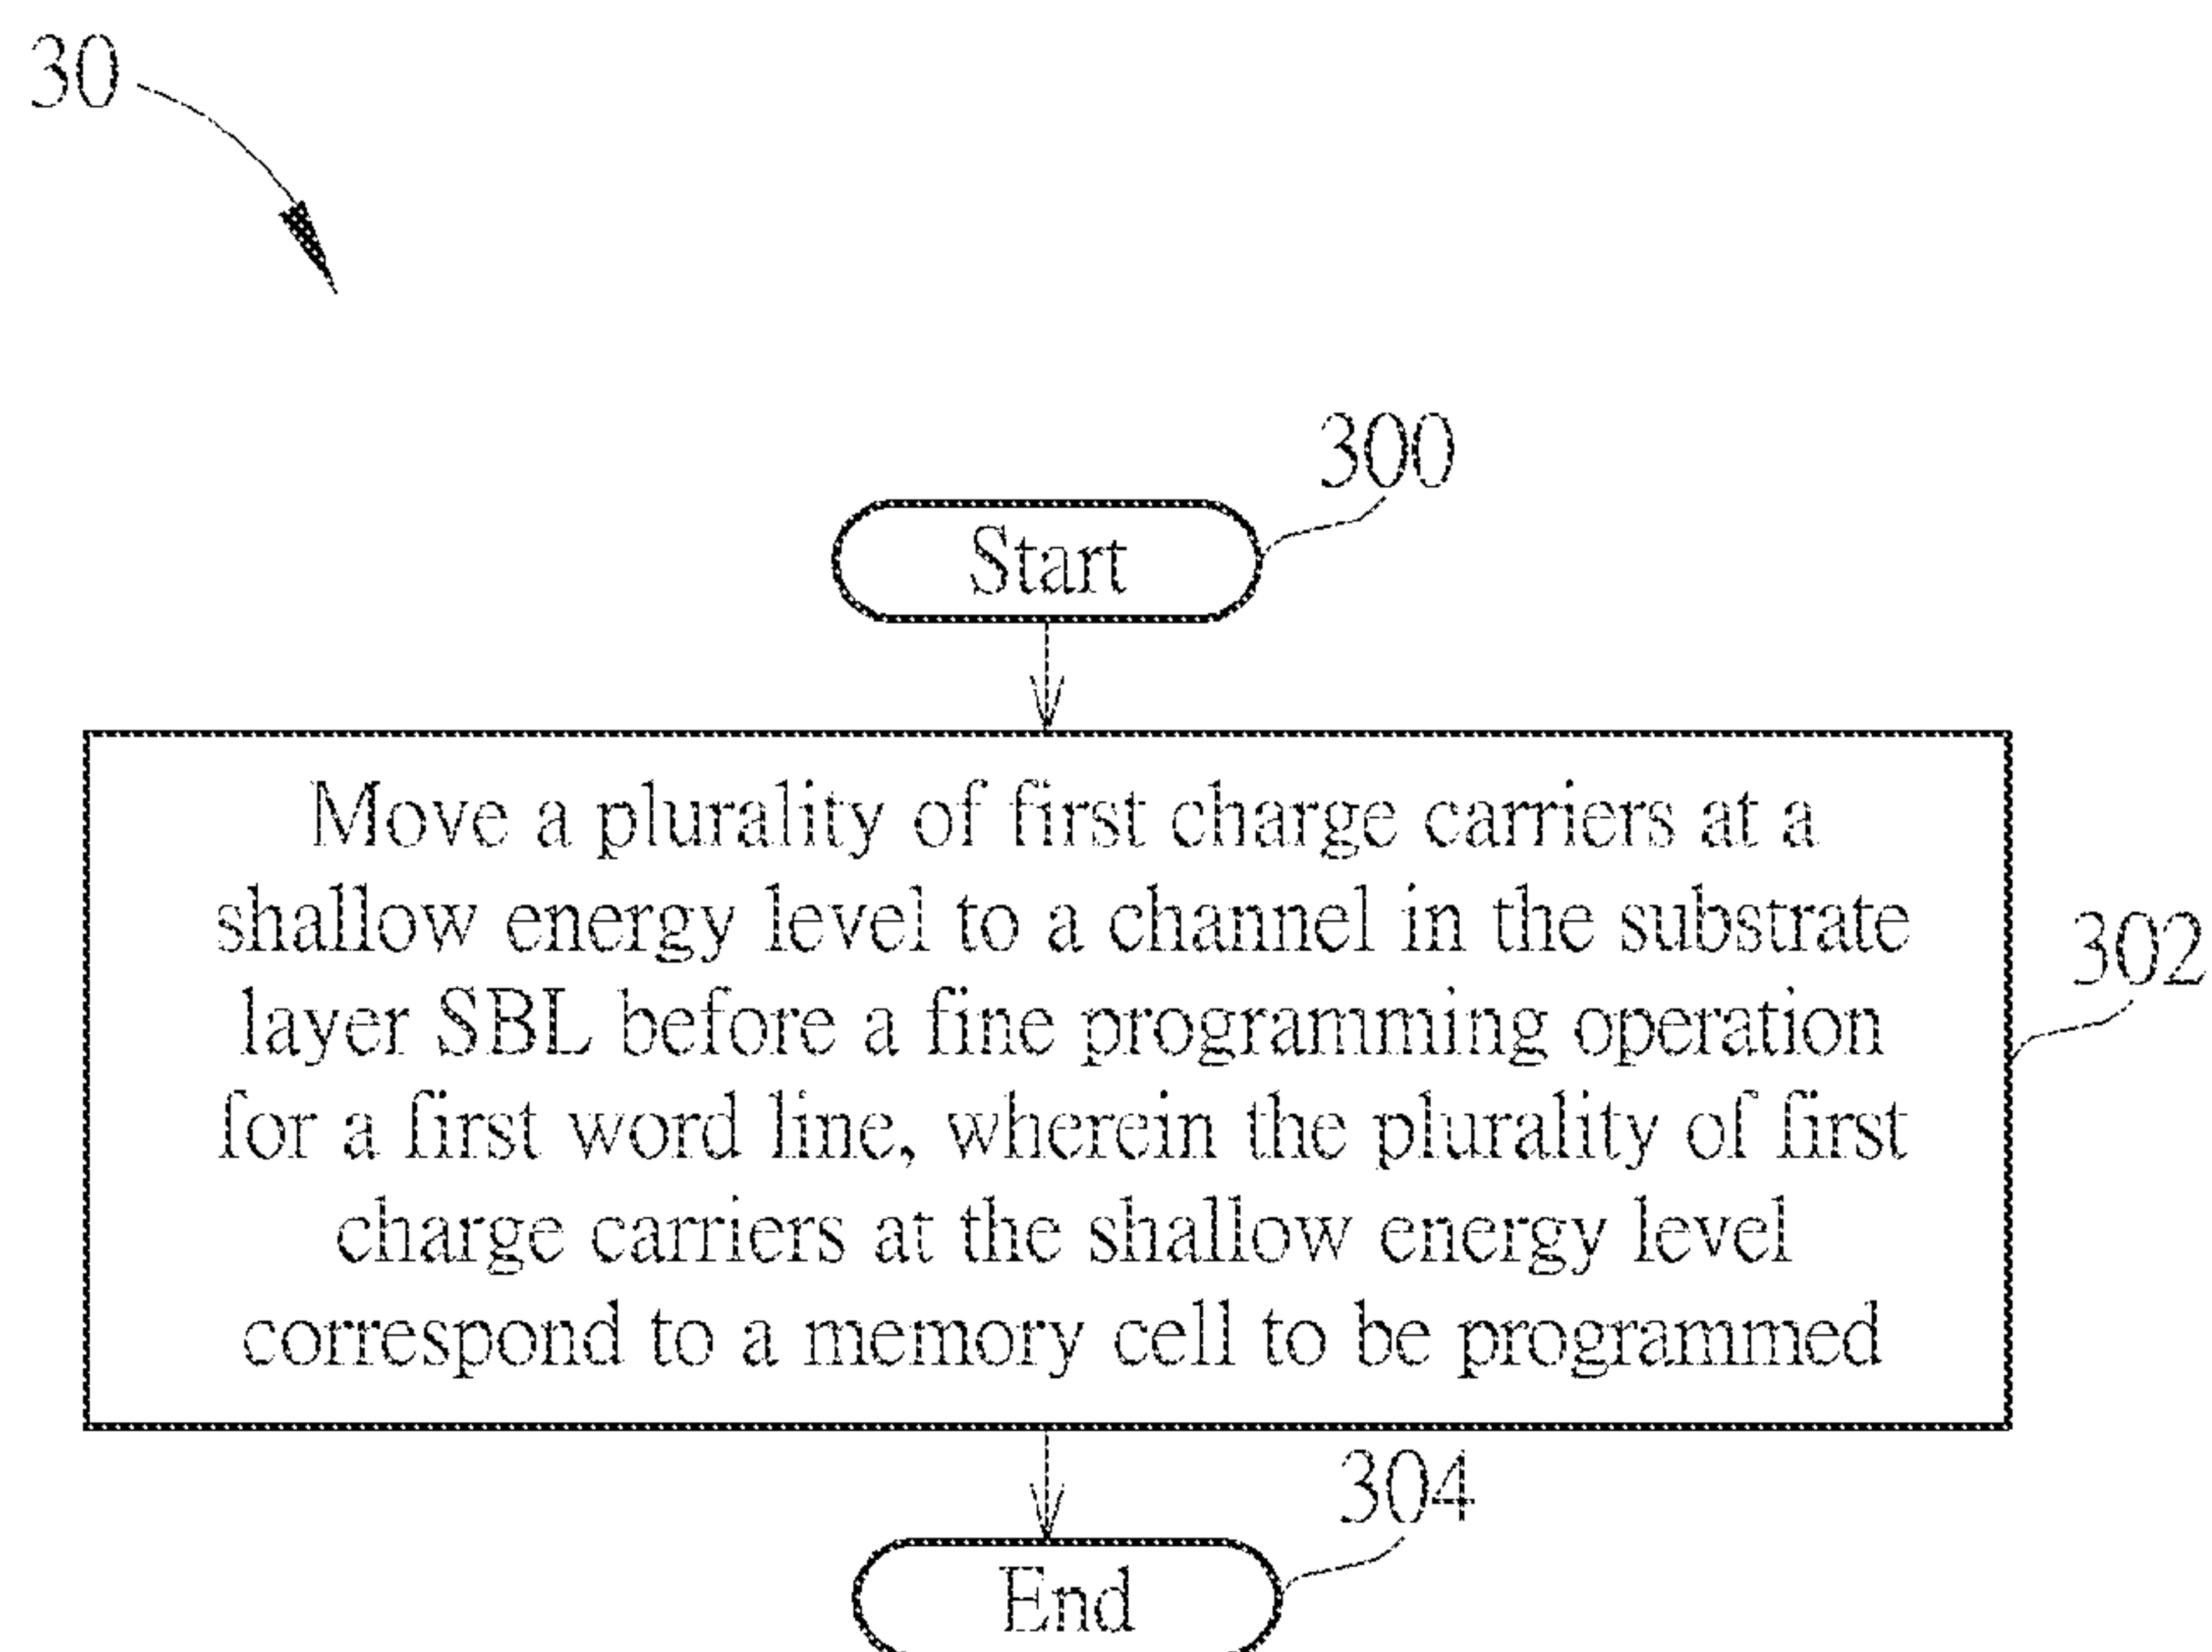 30
300
Start
Move a plurality of first charge carriers at a
shallow energy level to a channel in the substrate
layer SBL before a fine programming operation
for a first word line, wherein the plurality of first
charge carriers at the shallow energy level
correspond to a memory cell to be programmed
302
304
End